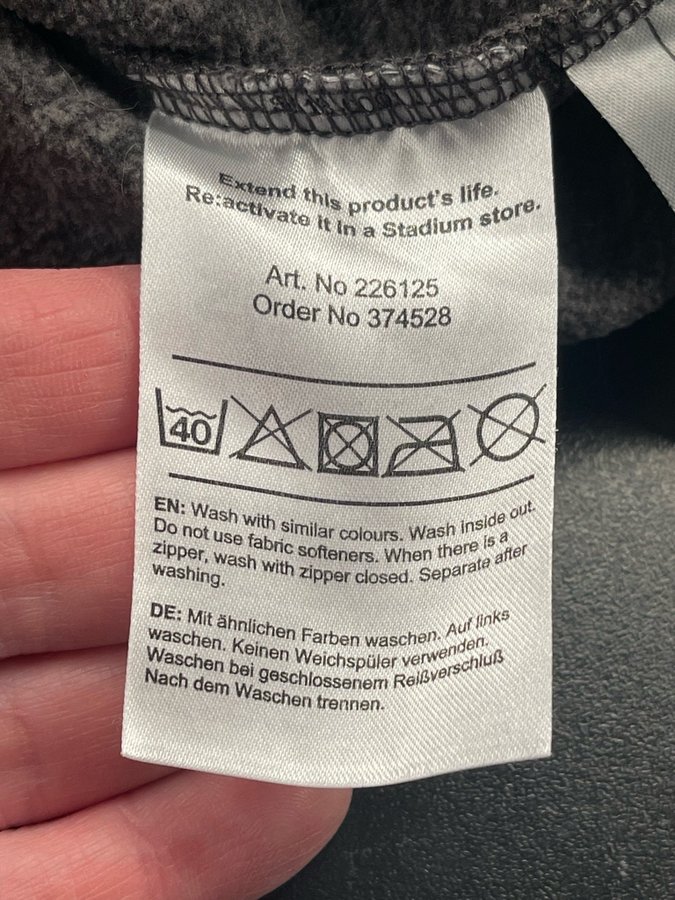 Extend this product's life.
Re:activate it in a Stadium store.
Art. No 226125
Order No 374528
40
EN: Wash with similar colours. Wash inside out.
Do not use fabric softeners. When there is a
zipper, wash with zipper closed. Separate after
washing.
DE: Mit ähnlichen Farben waschen. Auf links
waschen. Keinen Weichspüler verwenden.
Waschen bei geschlossenem Reißverschluß
Nach dem Waschen trennen.